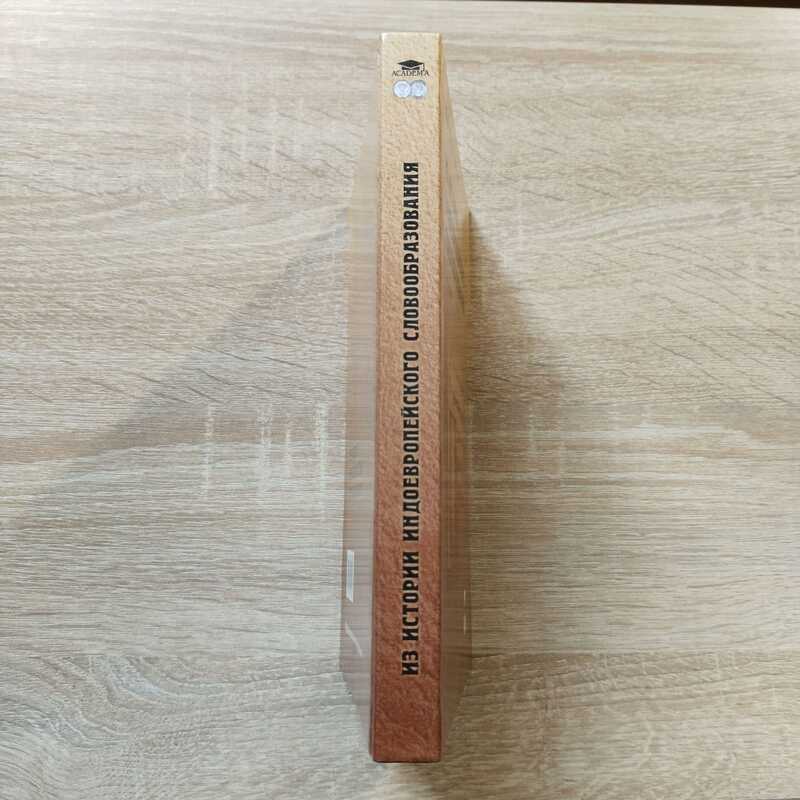 ACADEMA
ИЗ ИСТОРИИ ИНДОЕВРОПЕЙСКОГО СЛОВООБРАЗОВАНИЯ